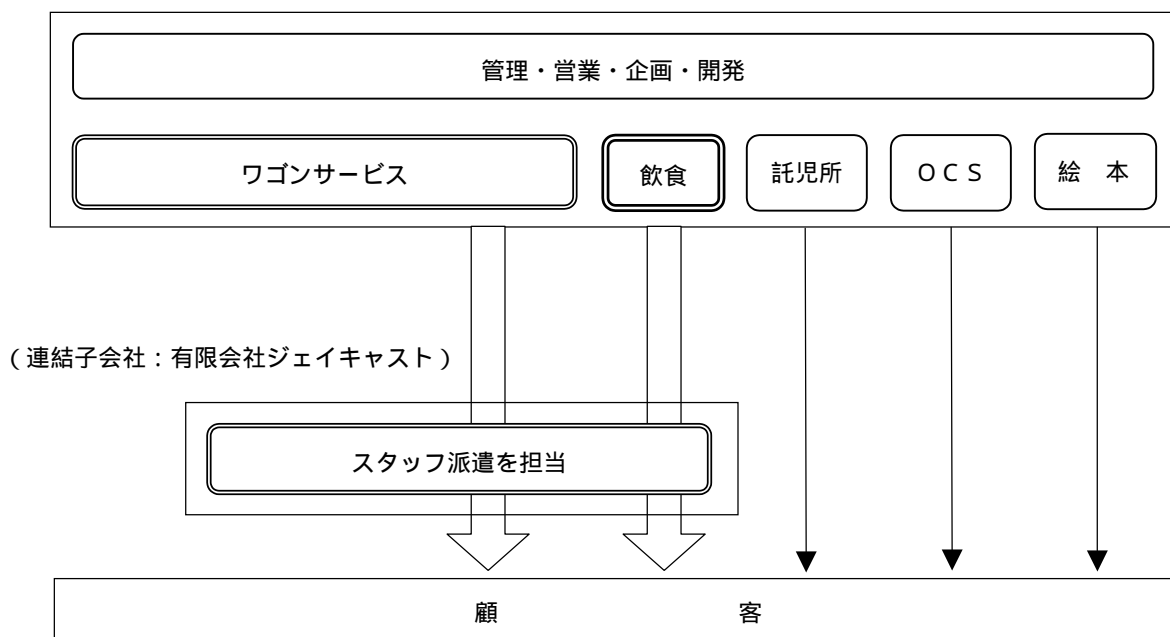 管理・営業・企画・開発
ワゴンサービス 飲食 託児所 ＯＣＳ 絵　本
（連結子会社：有限会社ジェイキャスト）
スタッフ派遣を担当
顧　客